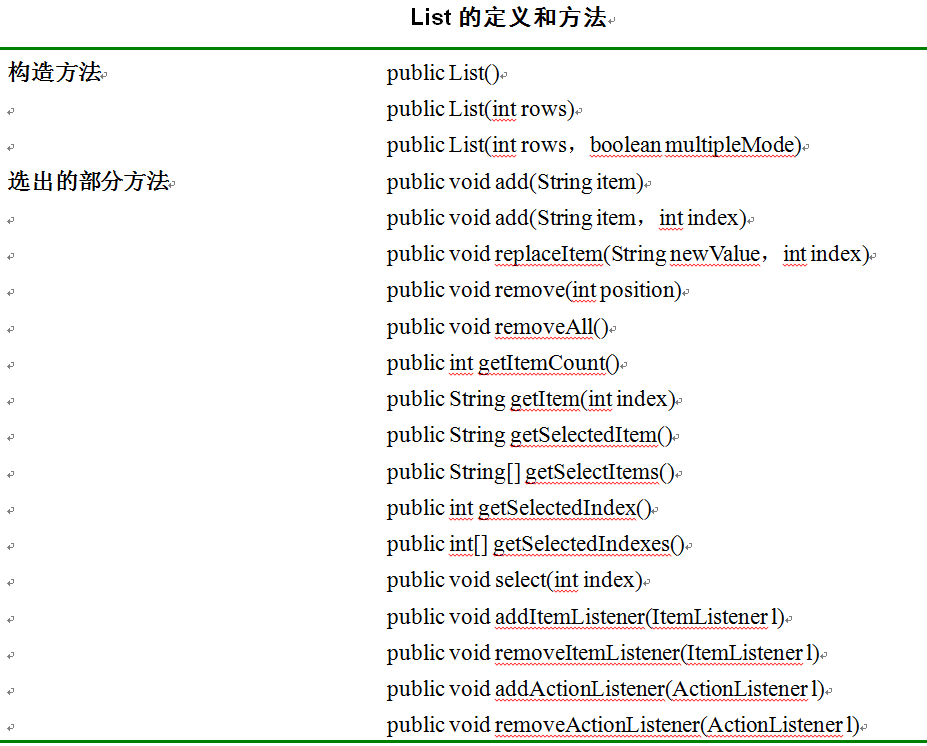 List 的定义和方法
构造方法 public List()
public List(int rows)
public List(int rows，boolean multipleMode)
选出的部分方法 public void add(String item)
public void add(String item，int index)
public void replaceItem(String newValue，int index)
public void remove(int position)
public void removeAll()
public int getItemCount()
public String getItem(int index)
public String getSelectedItem()
public String[] getSelectItems()
public int getSelectedIndex()
public int[] getSelectedIndexes()
public void select(int index)
public void addItemListener(ItemListener l)
public void removeItemListener(ItemListener l)
public void addActionListener(ActionListener l)
public void removeActionListener(ActionListener l)